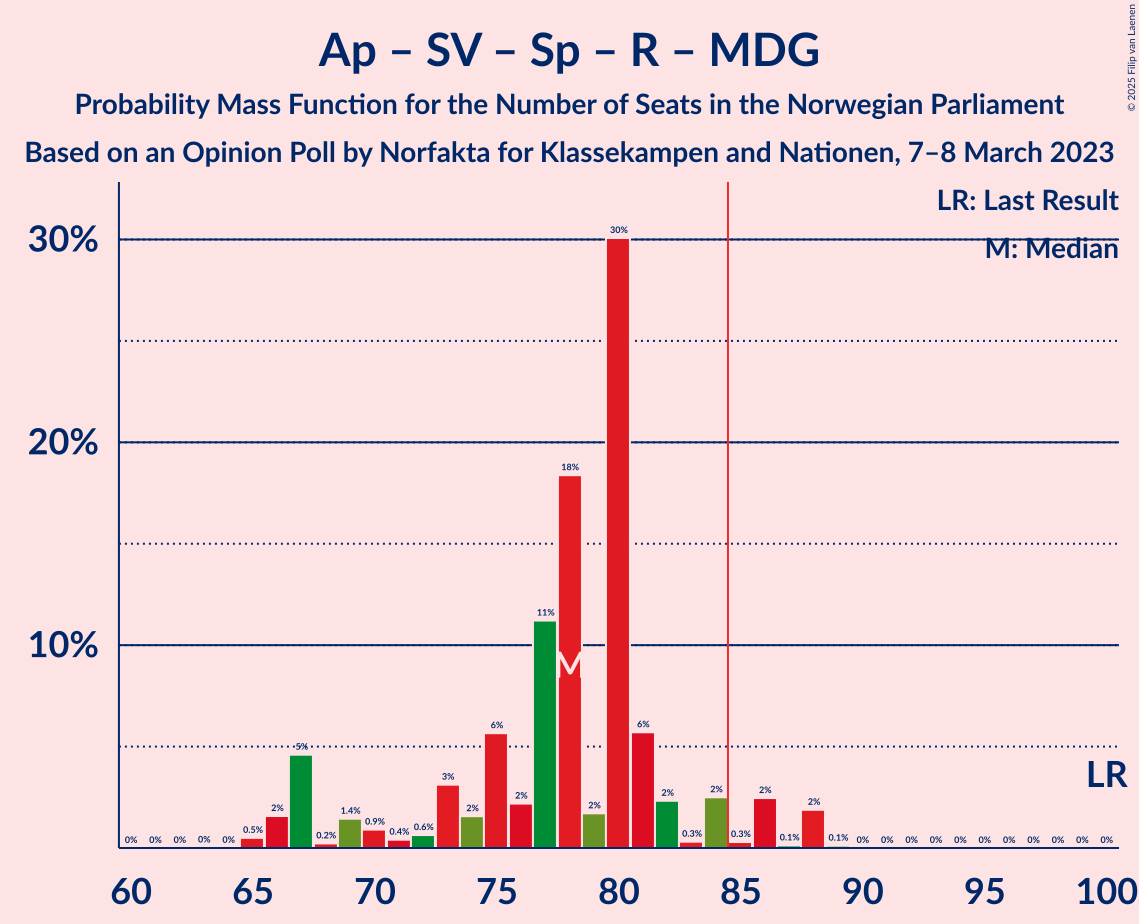 Ap – SV – Sp – R – MDG
Probability Mass Function for the Number of Seats in the Norwegian Parliament
Based on an Opinion Poll by Norfakta for Klassekampen and Nationen, 7–8 March 2023
© 2025 Filip van Laenen
LR: Last Result
M: Median
30%
20%
10%
0% 0% 0% 0% 0% 0.5% 2% 5% 0.2% 1.4% 0.9% 0.4% 0.6% 3% 2% 6% 2% 11% 18% 2% 30% 6% 2% 0.3% 2% 0.3% 2% 0.1% 2% 0.1% 0% 0% 0% 0% 0% 0% 0% 0% 0% 0% 0%
M
LR
60 65 70 75 80 85 90 95 100